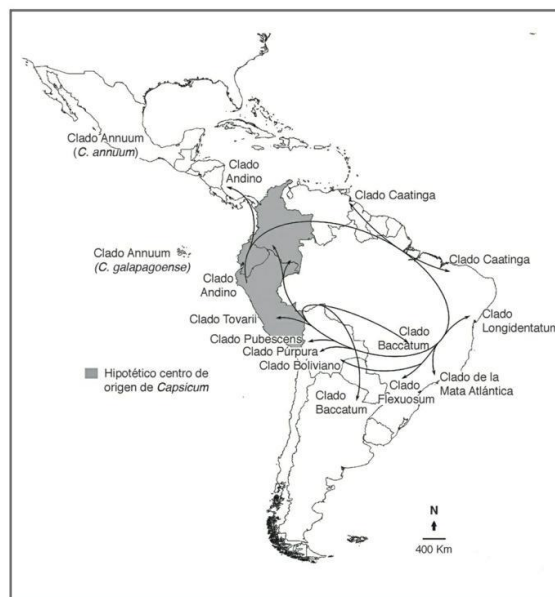 Clado Annuum
(C. annuum)
Clado
Andino
Clado Caatinga
Clado Annuum
(C. galapagoense)
Clado Caatinga
Clado
Andino
Clado
Longidentatum
Clado Tovarii
Clado Pubescens
Clado
Baccatum
Clado Púrpura
Clado Boliviano
Clado de la
Mata Atlántica
Clado
Flexuosum
Clado
Baccatum
Hipotético centro de
origen de Capsicum
N
400 Km